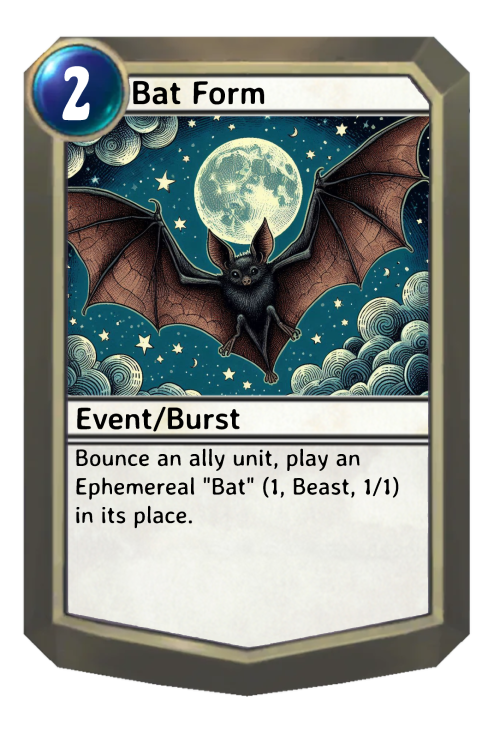 2
Bat Form
Event/Burst
Bounce an ally unit, play an
Ephemereal "Bat" (1, Beast, 1/1)
in its place.